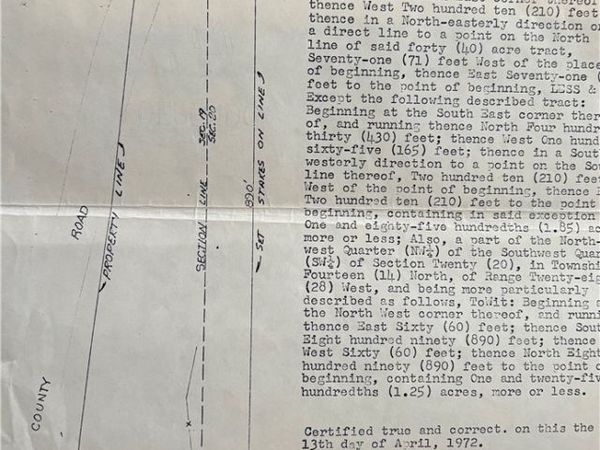 COUNTY
ROAD
PROPERTY LINE
SECTION LINE
SEC. 19
SEC. 20
890'
SET STAKES ON LINE
thence West Two hundred ten (210) feet
thence in a North-easterly direction on
a direct line to a point on the North
line of said forty (40) acre tract,
Seventy-one (71) feet West of the place
of beginning, thence East Seventy-one (
feet to the point of beginning, LESS &
Except the following described tract:
Beginning at the South East corner ther
of, and running thence North Four hund
thirty (430) feet; thence West One hund
sixty-five (165) feet; thence in a Sout
westerly direction to a point on the So
line thereof, Two hundred ten (210) fee
West of the point of beginning, thence E
Two hundred ten (210) feet to the point
beginning, containing in said exception
One and eighty-five hundredths (1.85) ac
more or less; Also, a part of the North-
west Quarter (NW¼) of the Southwest Quar
(SW¼) of Section Twenty (20), in Townshi
Fourteen (14) North, of Range Twenty-eig
(28) West, and being more particularly
described as follows, ToWit: Beginning a
the North West corner thereof, and runni
thence East Sixty (60) feet; thence Sout
Eight hundred ninety (890) feet; thence
West Sixty (60) feet; thence North Eight
hundred ninety (890) feet to the point o
beginning, containing One and twenty-fiv
hundredths (1.25) acres, more or less.
Certified true and correct. on this the
13th day of April, 1972.